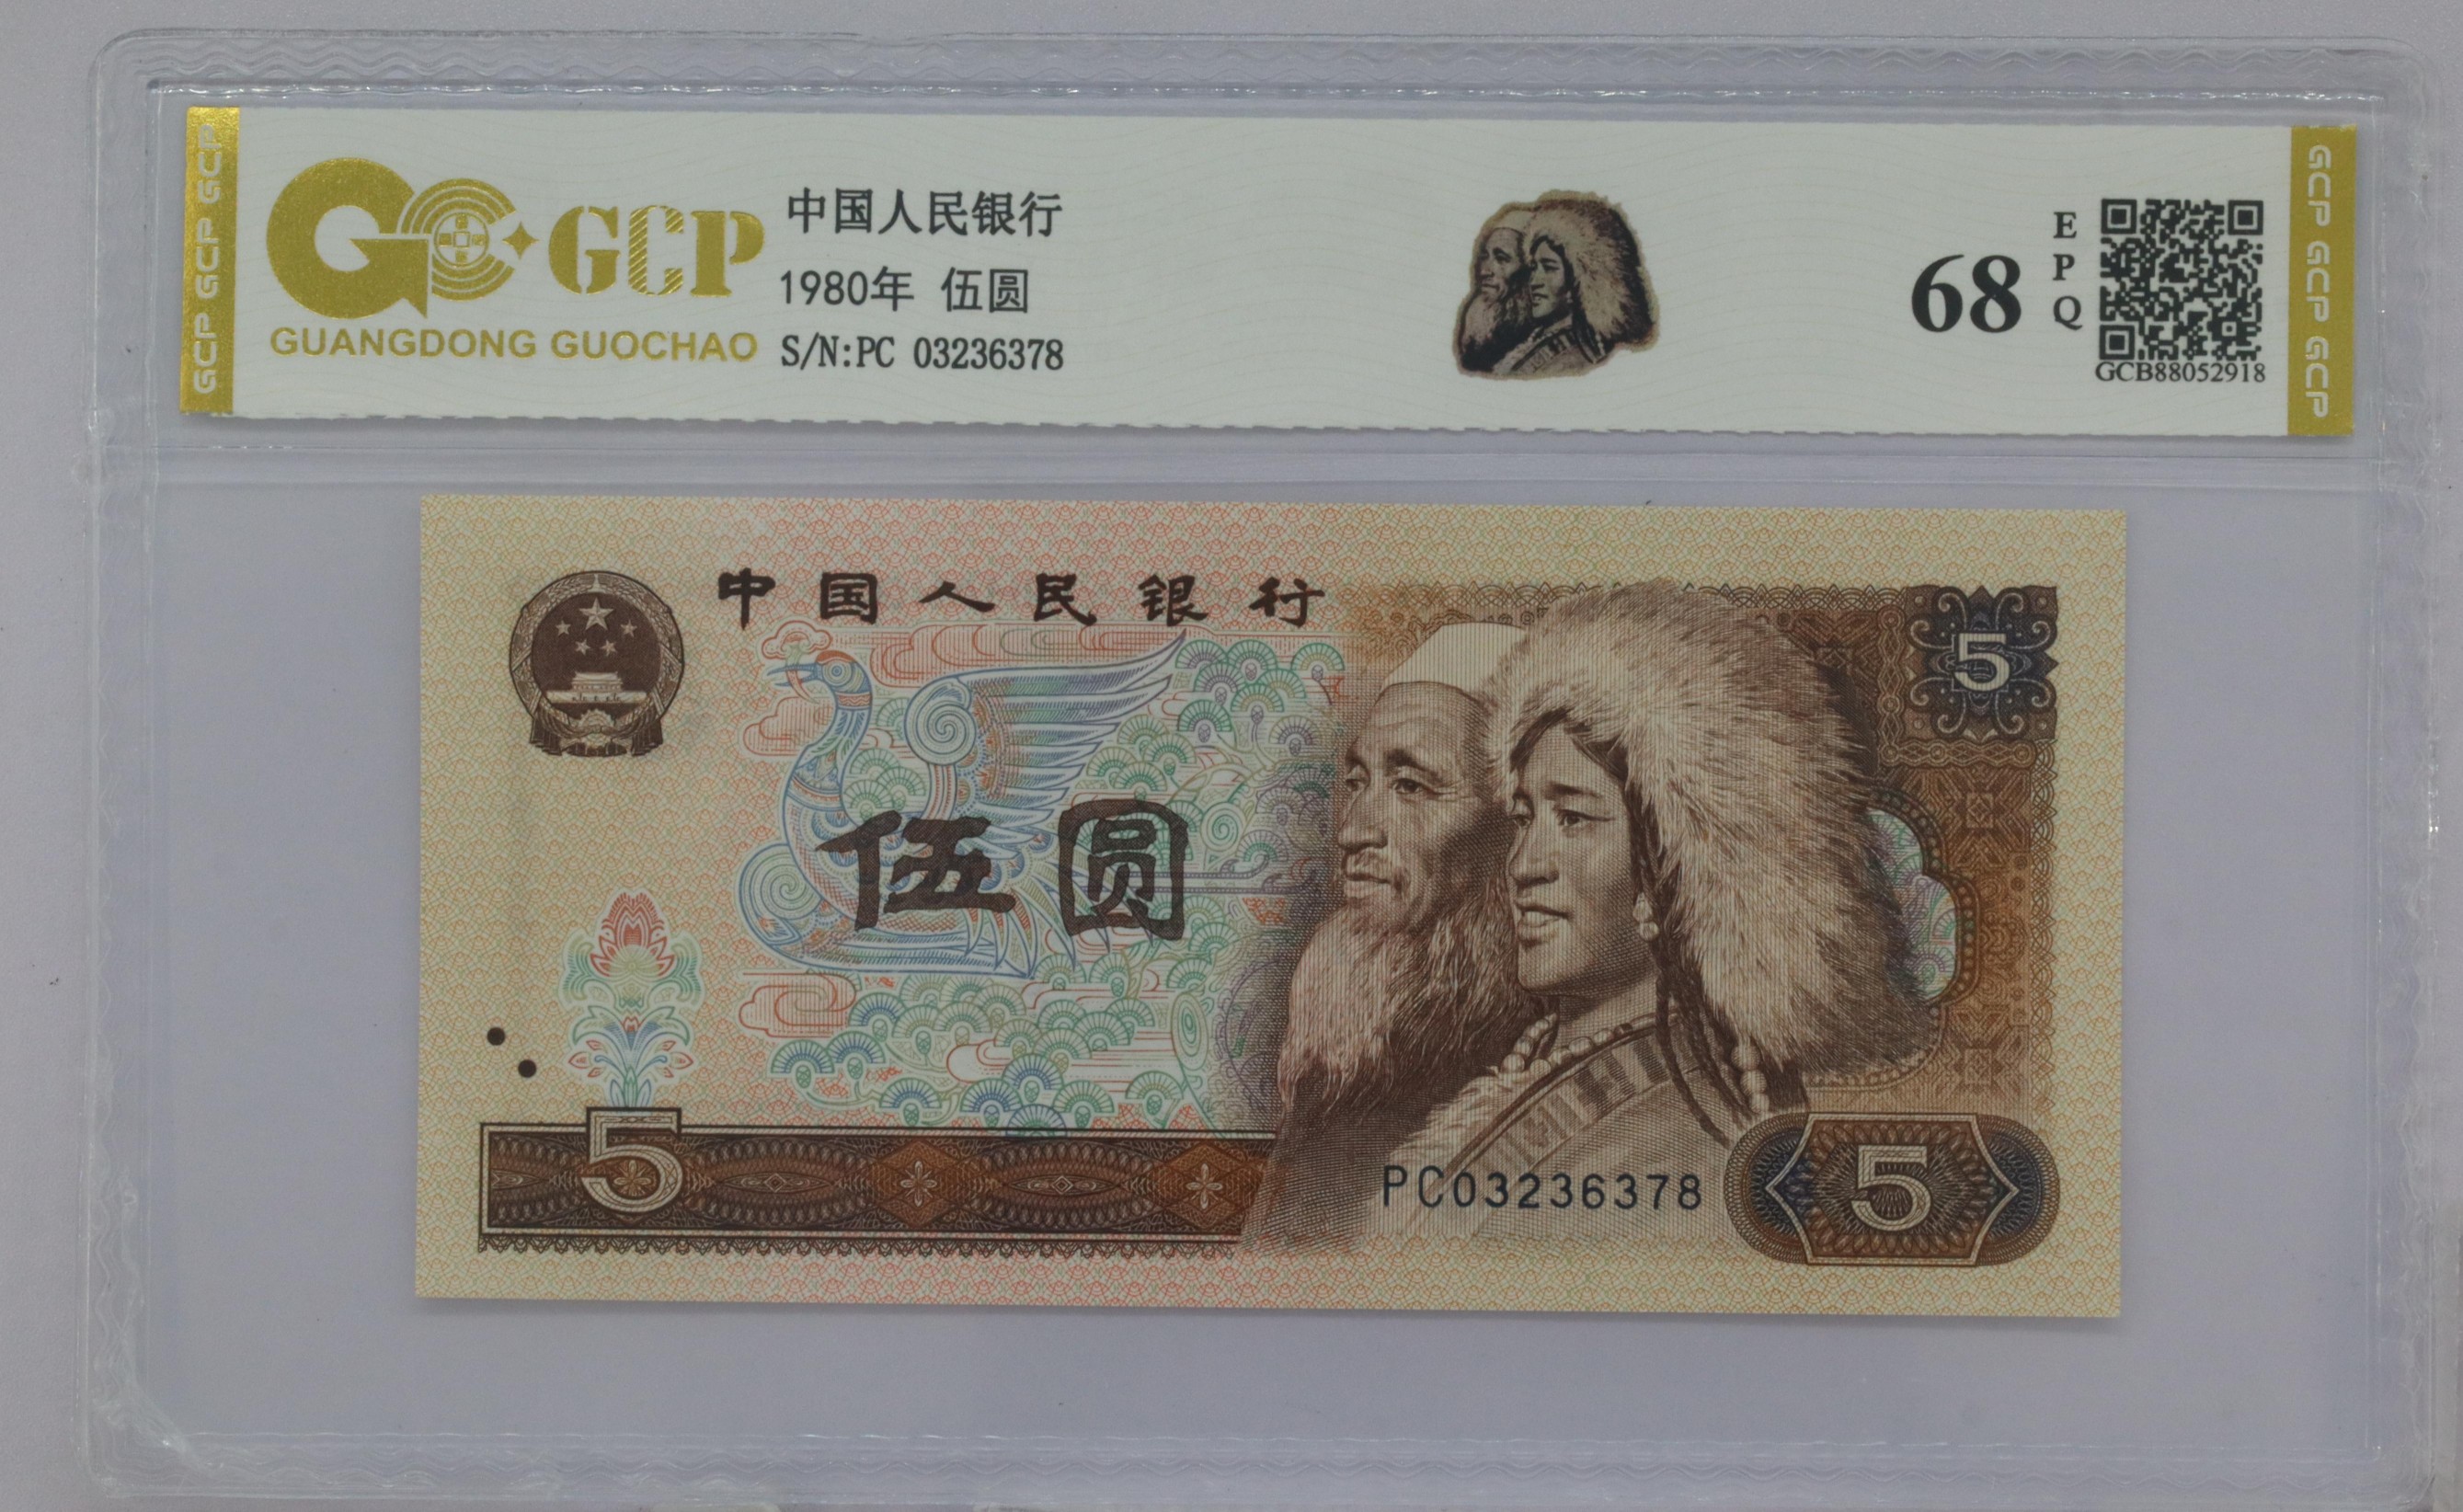 GCP GCP GCP
GCP
GUANGDONG GUOCHAO
中国人民银行
1980年 伍圆
S/N:PC 03236378
68
EPQ
GCB88052918
GCP GCP GCP
中国人民银行
5
伍圆
5
PC03236378
5